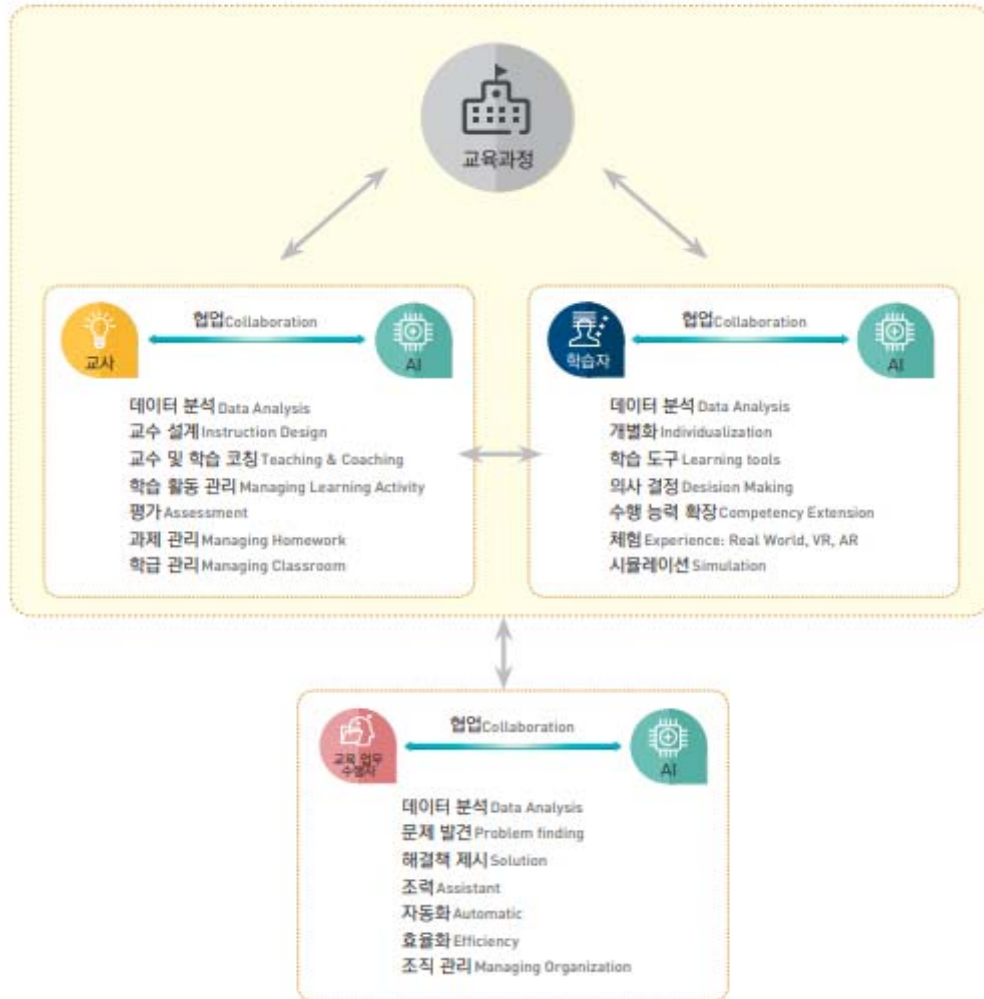 교육과정
협업Collaboration
교사
AI
데이터 분석 Data Analysis
교수 설계 Instruction Design
교수 및 학습 코칭 Teaching & Coaching
학습 활동 관리 Managing Learning Activity
평가 Assessment
과제 관리 Managing Homework
학급 관리 Managing Classroom
협업Collaboration
학습자
AI
데이터 분석 Data Analysis
개별화 Individualization
학습 도구 Learning tools
의사 결정 Desision Making
수행 능력 확장 Competency Extension
체험 Experience: Real World, VR, AR
시뮬레이션 Simulation
협업Collaboration
교육 업무
수행자
AI
데이터 분석 Data Analysis
문제 발견 Problem finding
해결책 제시 Solution
조력 Assistant
자동화 Automatic
효율화 Efficiency
조직 관리 Managing Organization